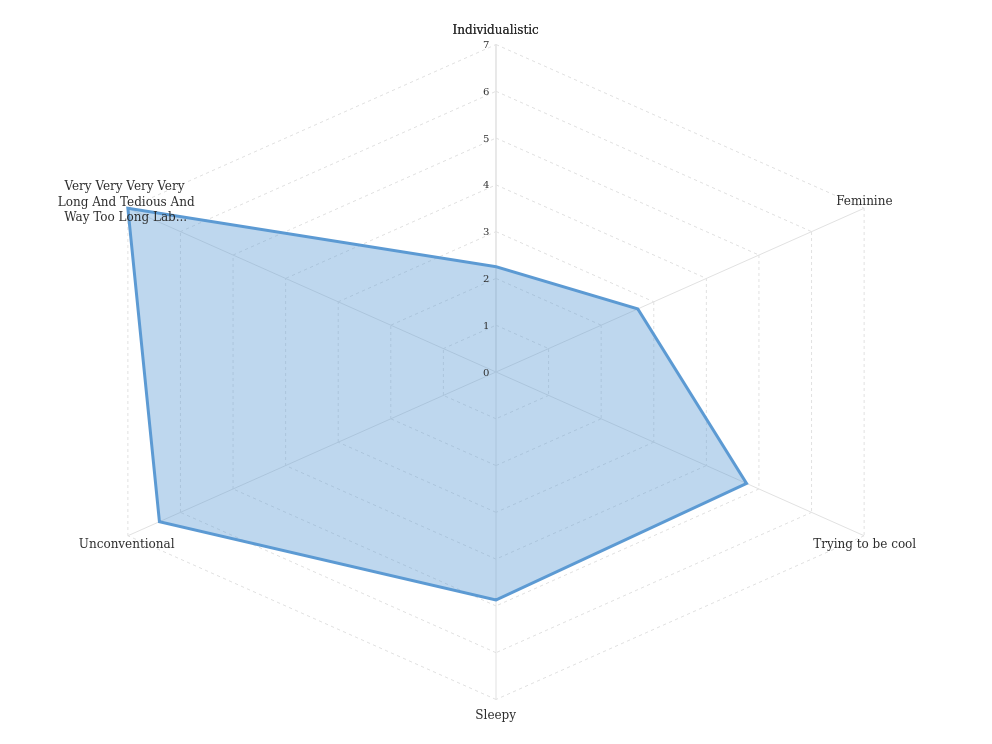 Individualistic
7
6
5
4
3
2
1
0
Very Very Very Very
Long And Tedious And
Way Too Long Lab...
Feminine
Unconventional
Trying to be cool
Sleepy